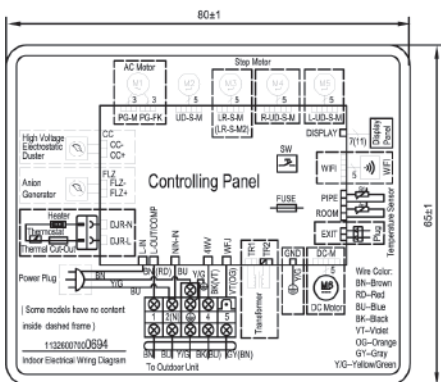 80±1
65±1
AC Motor
Step Motor
M1
M2
M3
M4
M5
3 3
5
5
5
5
PG-M PG-FK
UD-S-M
LR-S-M
(LR-S-M2)
R-UD-S-M
L-UD-S-M
DISPLAY
7(11)
Display
Panel
High Voltage
Electrostatic
Duster
CC
CC-
CC+
SW
WIFI
5
WIFI
Anion
Generator
FLZ
FLZ-
FLZ+
Controlling Panel
FUSE
PIPE
ROOM
Temperature Sensor
Heater
Thermostat
Thermal Cut-Out
DJR-N
DJR-L
L-IN
L-OUT/COMP
N/N-IN
4WV
WFJ
TR1
TR2
GND
DC-M
EXIT
Plug
Power Plug
BN
Y/G
BN
(RD)
BU
Y/G
BK(VT)
VT(OG)
Transformer
Y/G
5
M6
DC Motor
Wire Color:
BN-Brown
RD-Red
BU-Blue
BK-Black
VT-Violet
OG-Orange
GY-Gray
Y/G-Yellow/Green
( Some models have no content
inside dashed frame )
1 2(N) 4 5
1132600700 0694
Indoor Electrical Wiring Diagram
BN BU Y/G BK(BU) GY(BN)
To Outdoor Unit